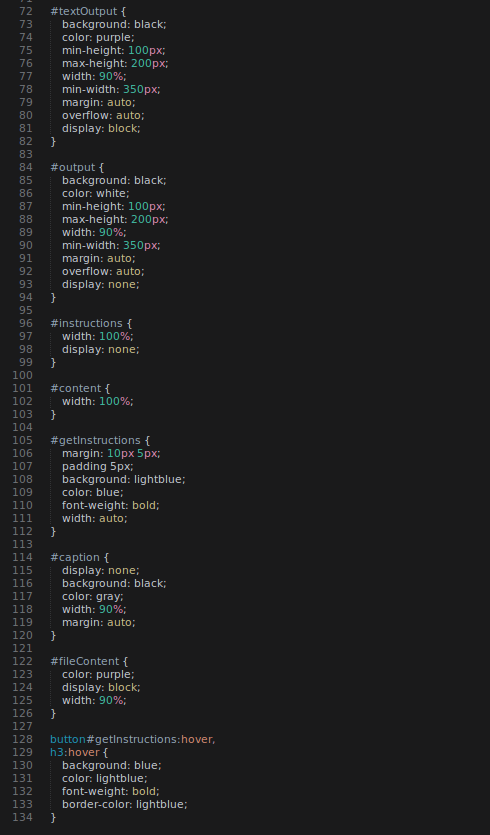 72 #textOutput {
73 background: black;
74 color: purple;
75 min-height: 100px;
76 max-height: 200px;
77 width: 90%;
78 min-width: 350px;
79 margin: auto;
80 overflow: auto;
81 display: block;
82 }
83
84 #output {
85 background: black;
86 color: white;
87 min-height: 100px;
88 max-height: 200px;
89 width: 90%;
90 min-width: 350px;
91 margin: auto;
92 overflow: auto;
93 display: none;
94 }
95
96 #instructions {
97 width: 100%;
98 display: none;
99 }
100
101 #content {
102 width: 100%;
103 }
104
105 #getInstructions {
106 margin: 10px 5px;
107 padding 5px;
108 background: lightblue;
109 color: blue;
110 font-weight: bold;
111 width: auto;
112 }
113
114 #caption {
115 display: none;
116 background: black;
117 color: gray;
118 width: 90%;
119 margin: auto;
120 }
121
122 #fileContent {
123 color: purple;
124 display: block;
125 width: 90%;
126 }
127
128 button#getInstructions:hover,
129 h3:hover {
130 background: blue;
131 color: lightblue;
132 font-weight: bold;
133 border-color: lightblue;
134 }